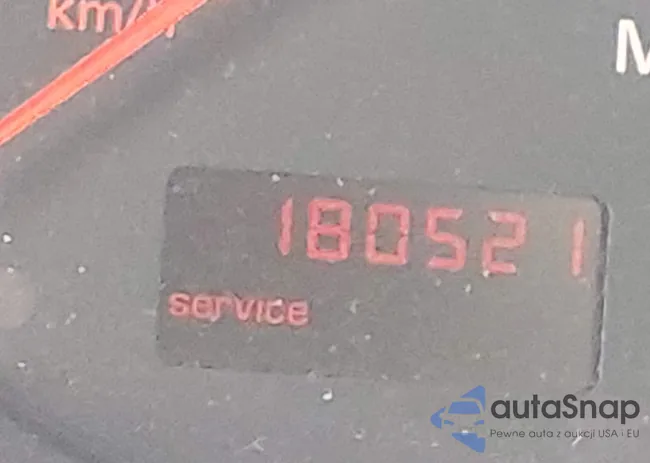 km/h
M
180521
service
autaSnap
Pewne auta z aukcji USA i EU